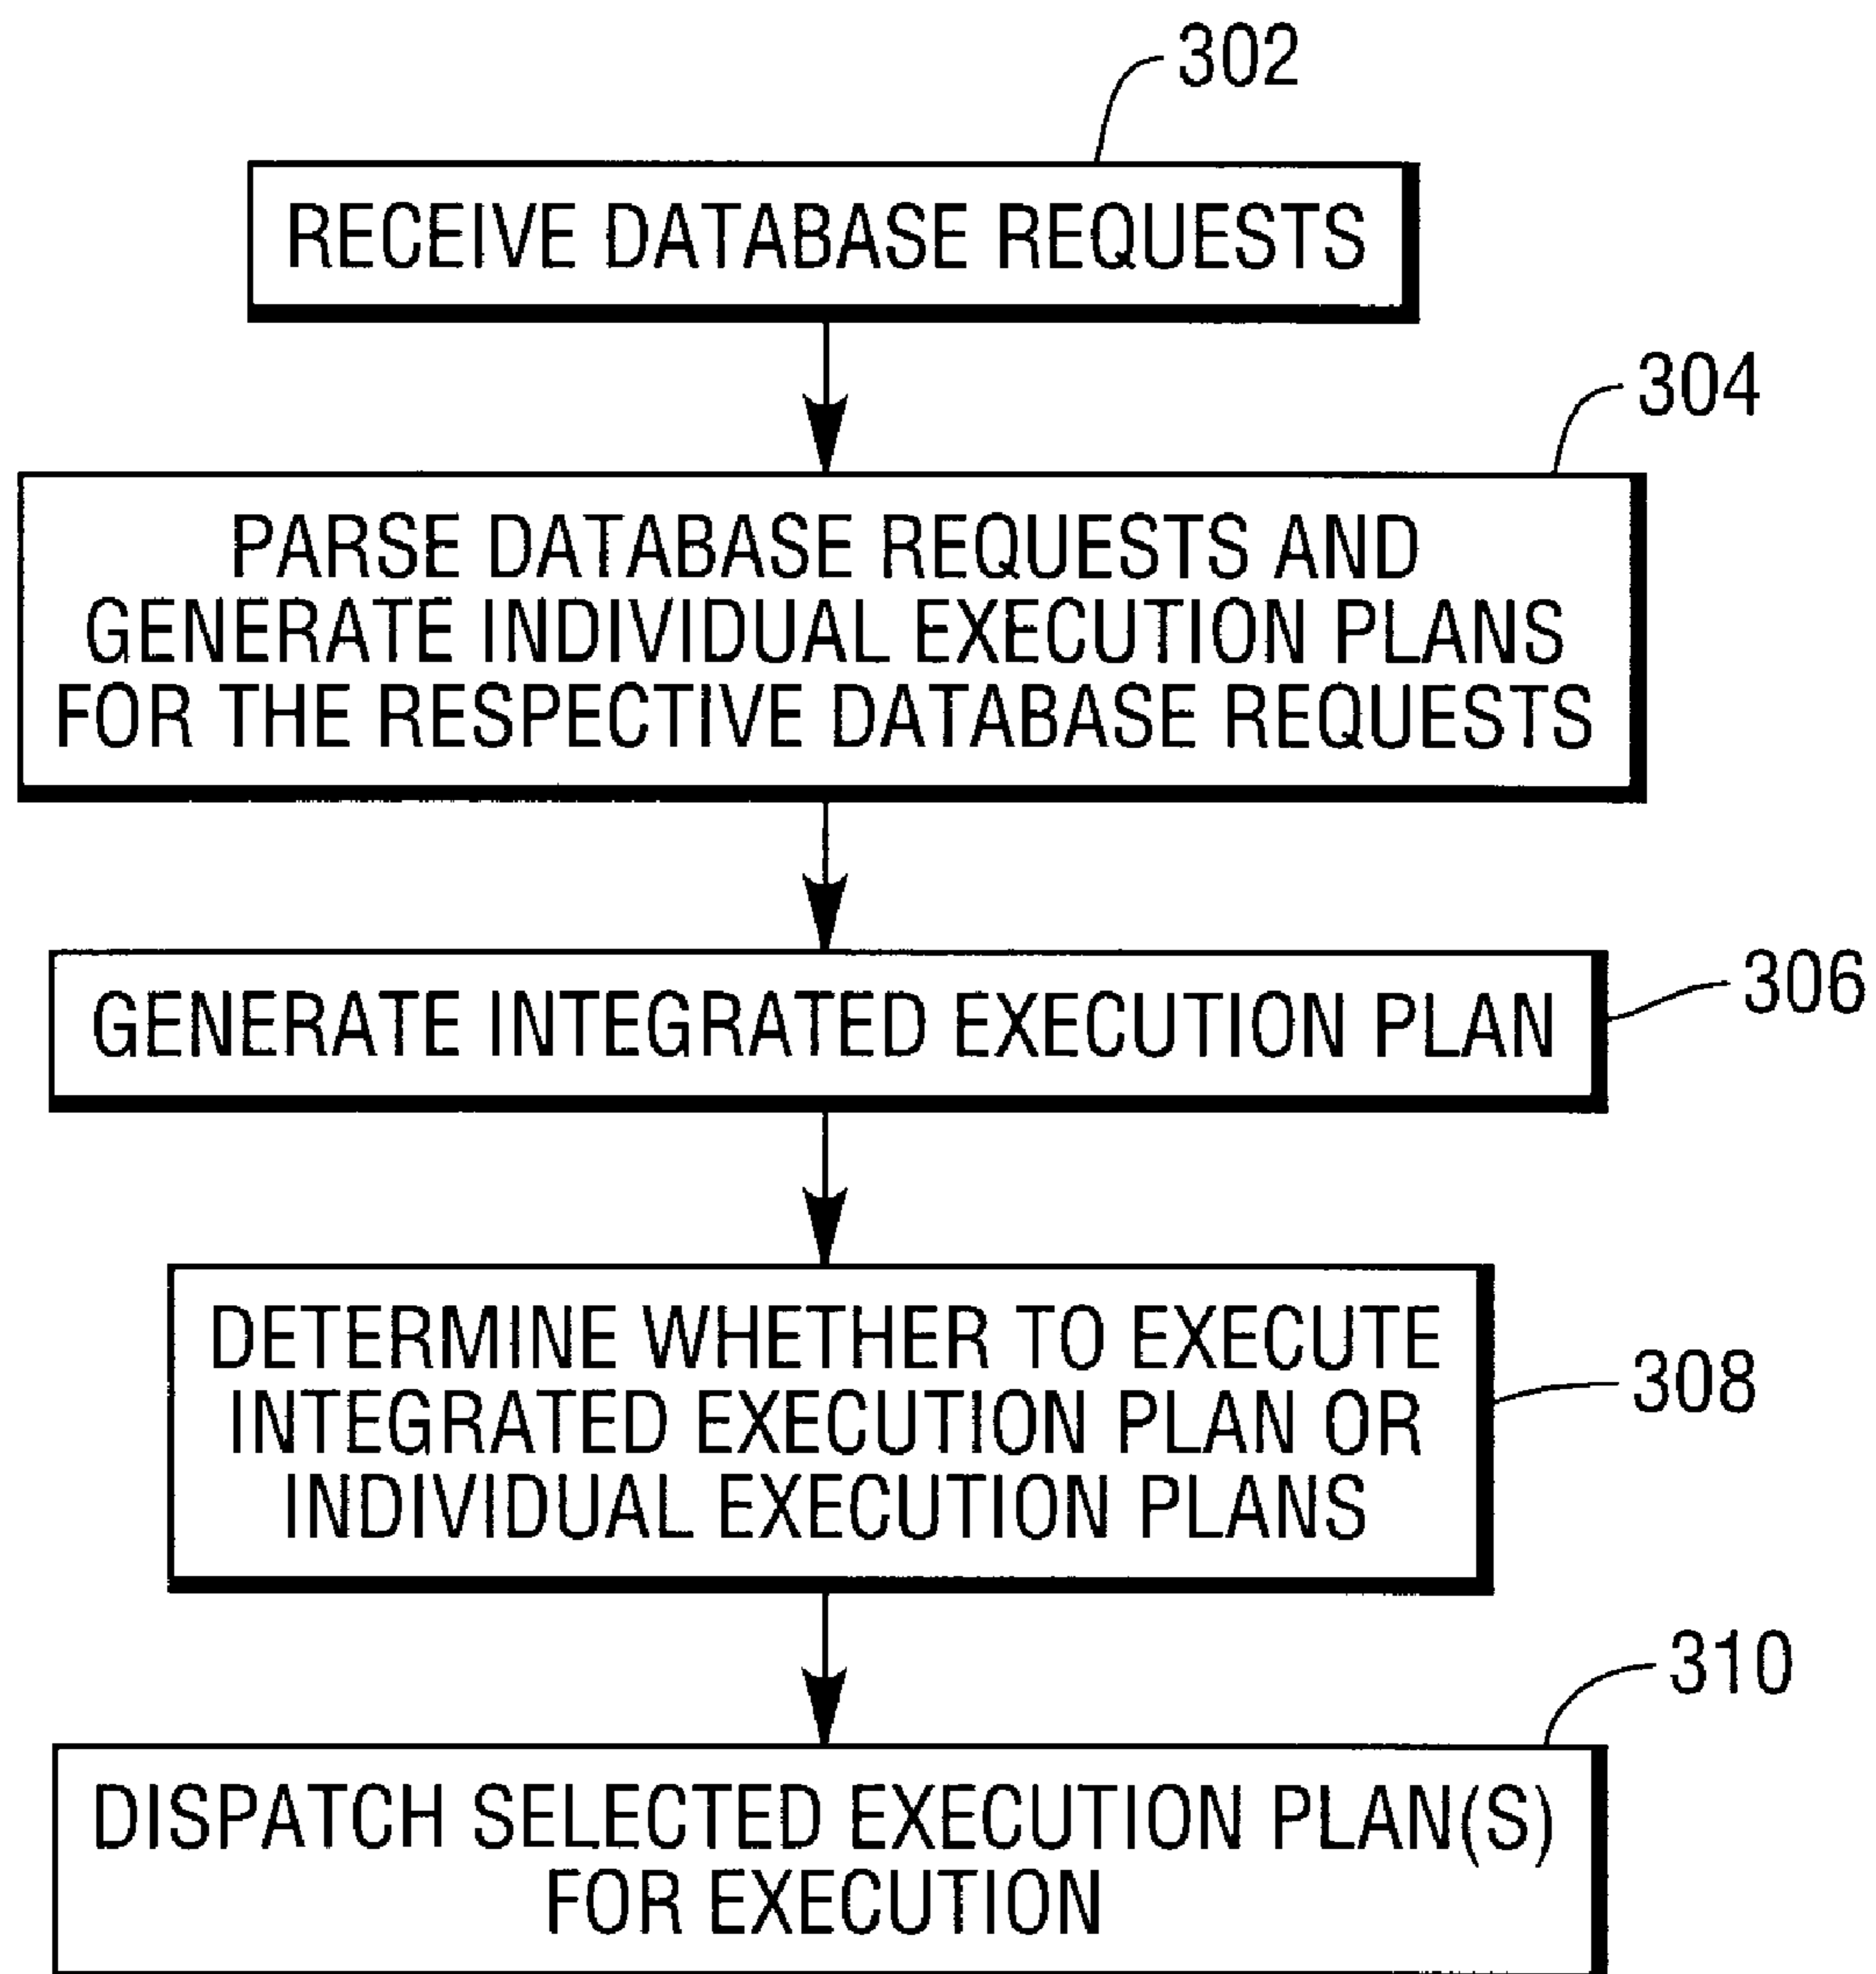 302
RECEIVE DATABASE REQUESTS
304
PARSE DATABASE REQUESTS AND
GENERATE INDIVIDUAL EXECUTION PLANS
FOR THE RESPECTIVE DATABASE REQUESTS
306
GENERATE INTEGRATED EXECUTION PLAN
DETERMINE WHETHER TO EXECUTE
INTEGRATED EXECUTION PLAN OR
INDIVIDUAL EXECUTION PLANS
308
310
DISPATCH SELECTED EXECUTION PLAN(S)
FOR EXECUTION